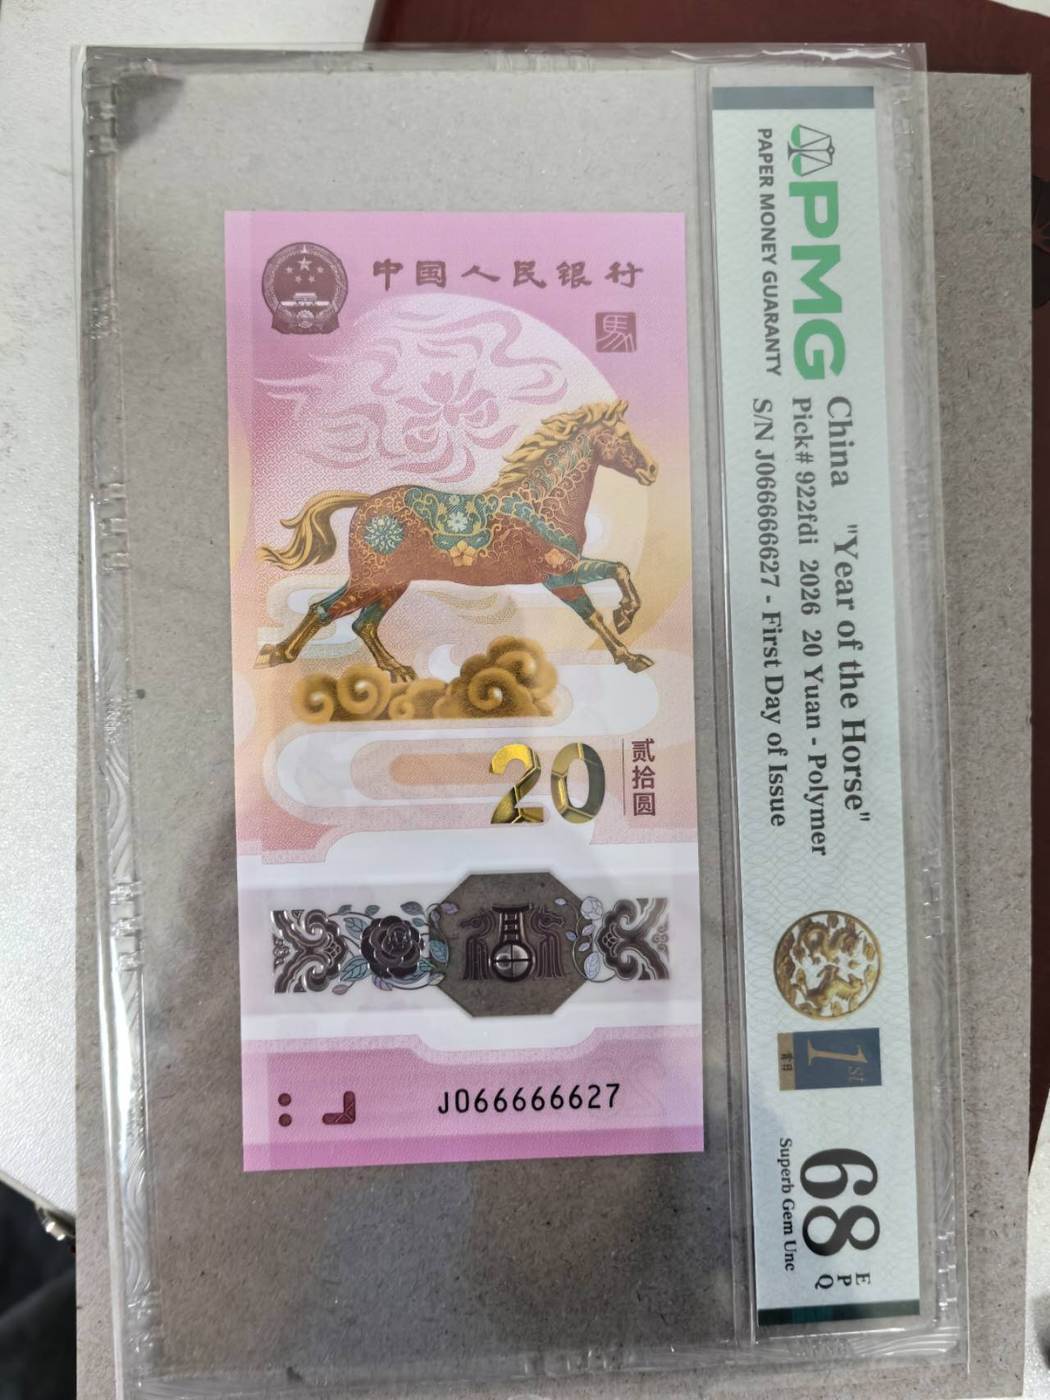 PMG
PAPER MONEY GUARANTY
China "Year of the Horse"
Pick# 922fdi 2026 20 Yuan - Polymer
S/N J066666627 - First Day of Issue
1st
首日
68
EPQ
Superb Gem Unc
中国人民银行
馬
20
贰拾圆
J066666627